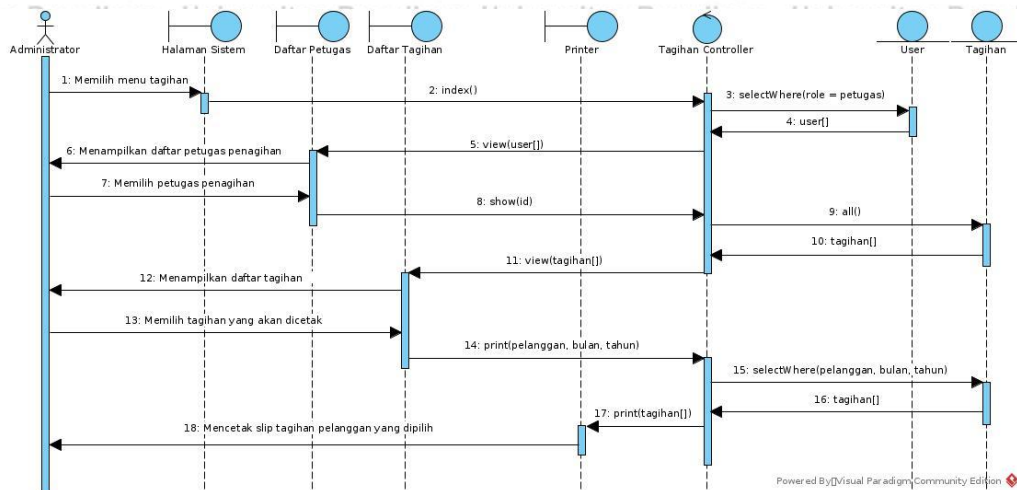 Administrator
Halaman Sistem
Daftar Petugas
Daftar Tagihan
Printer
Tagihan Controller
User
Tagihan
1: Memilih menu tagihan
2: index()
3: selectWhere(role = petugas)
4: user[]
5: view(user[])
6: Menampilkan daftar petugas penagihan
7: Memilih petugas penagihan
8: show(id)
9: all()
10: tagihan[]
11: view(tagihan[])
12: Menampilkan daftar tagihan
13: Memilih tagihan yang akan dicetak
14: print(pelanggan, bulan, tahun)
15: selectWhere(pelanggan, bulan, tahun)
16: tagihan[]
17: print(tagihan[])
18: Mencetak slip tagihan pelanggan yang dipilih
Powered By▯Visual Paradigm Community Edition